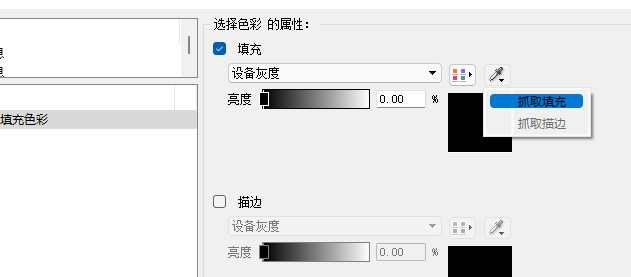 选择色彩 的属性:
息
息
填充
设备灰度
亮度 0.00 %
抓取填充
抓取描边
填充色彩
描边
设备灰度
亮度 0.00 %